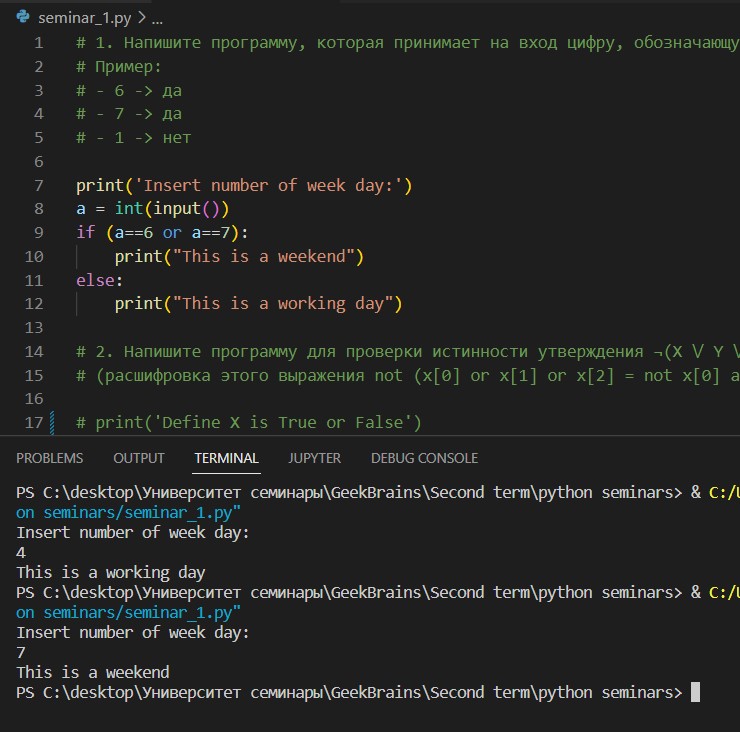 seminar_1.py > ...
1 # 1. Напишите программу, которая принимает на вход цифру, обозначающу
2 # Пример:
3 # - 6 -> да
4 # - 7 -> да
5 # - 1 -> нет
6
7 print('Insert number of week day:')
8 a = int(input())
9 if (a==6 or a==7):
10 print("This is a weekend")
11 else:
12 print("This is a working day")
13
14 # 2. Напишите программу для проверки истинности утверждения ¬(X \/ Y \
15 # (расшифровка этого выражения not (x[0] or x[1] or x[2] = not x[0] a
16
17 # print('Define X is True or False')
PROBLEMS OUTPUT TERMINAL JUPYTER DEBUG CONSOLE
PS C:\desktop\Университет семинары\GeekBrains\Second term\python seminars> & C:/U
on seminars/seminar_1.py"
Insert number of week day:
4
This is a working day
PS C:\desktop\Университет семинары\GeekBrains\Second term\python seminars> & C:/U
on seminars/seminar_1.py"
Insert number of week day:
7
This is a weekend
PS C:\desktop\Университет семинары\GeekBrains\Second term\python seminars>